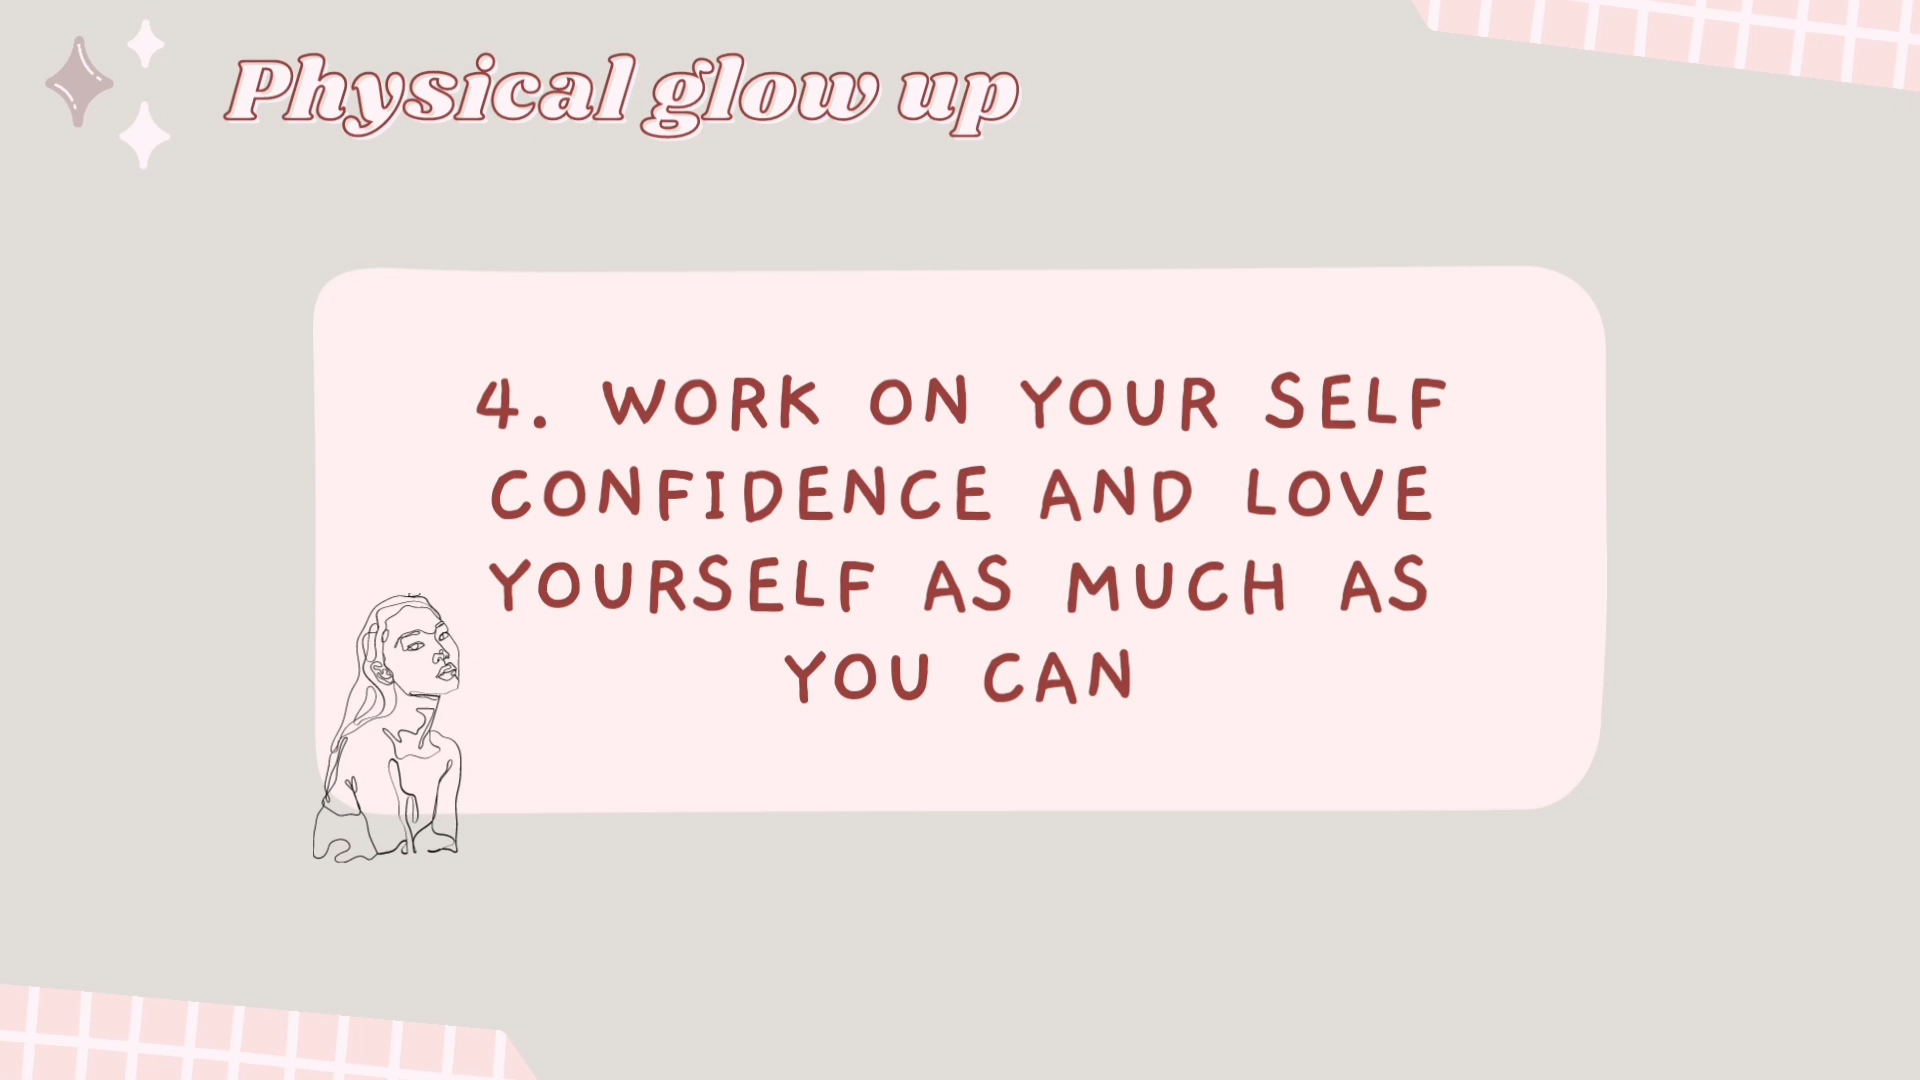 Physical glow up
4. WORK ON YOUR SELF
CONFIDENCE AND LOVE
YOURSELF AS MUCH AS
YOU CAN